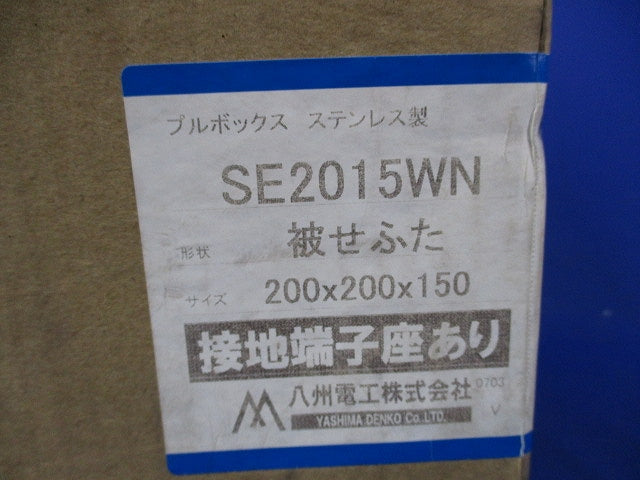 プルボックス ステンレス製
SE2015WN
形状 被せふた
サイズ 200x200x150
接地端子座あり
八州電工株式会社 0703
YASHIMA DENKO Co.LTD. V